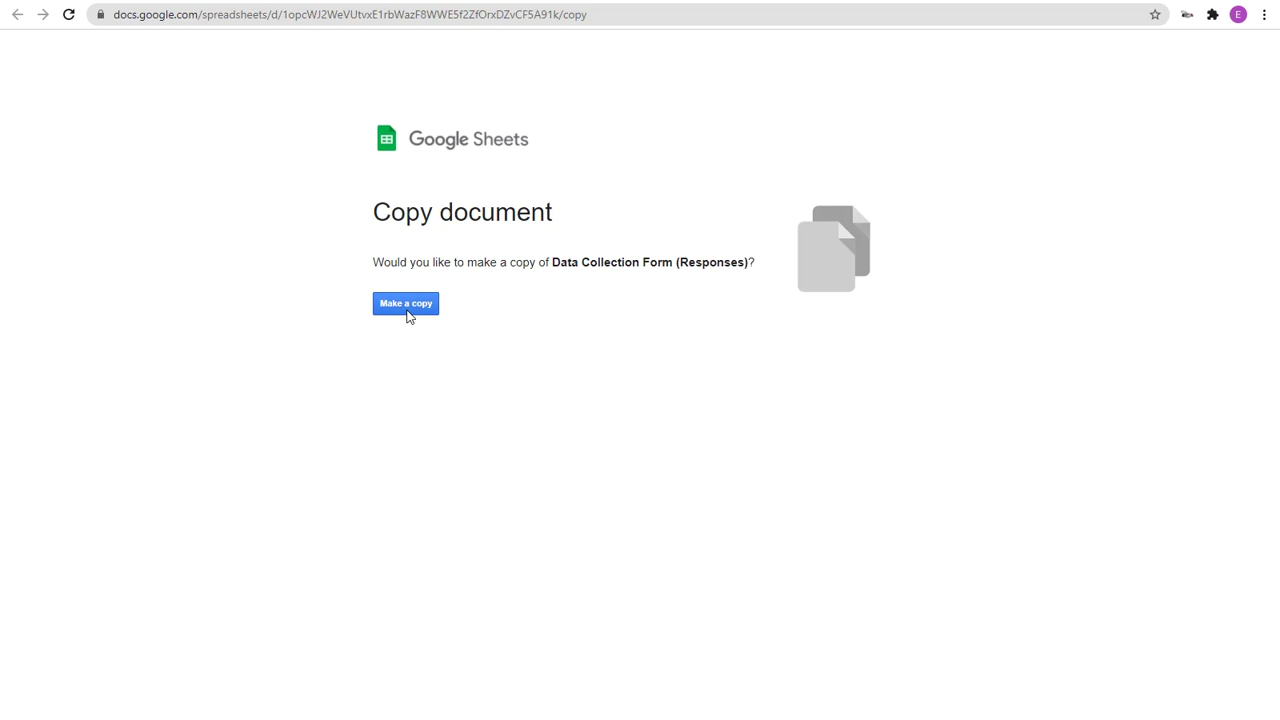 docs.google.com/spreadsheets/d/1opcWJ2WeVUtvxE1rbWazF8WWE5f2ZfOrxDZvCF5A91k/copy
E
Google Sheets
Copy document
Would you like to make a copy of Data Collection Form (Responses)?
Make a copy